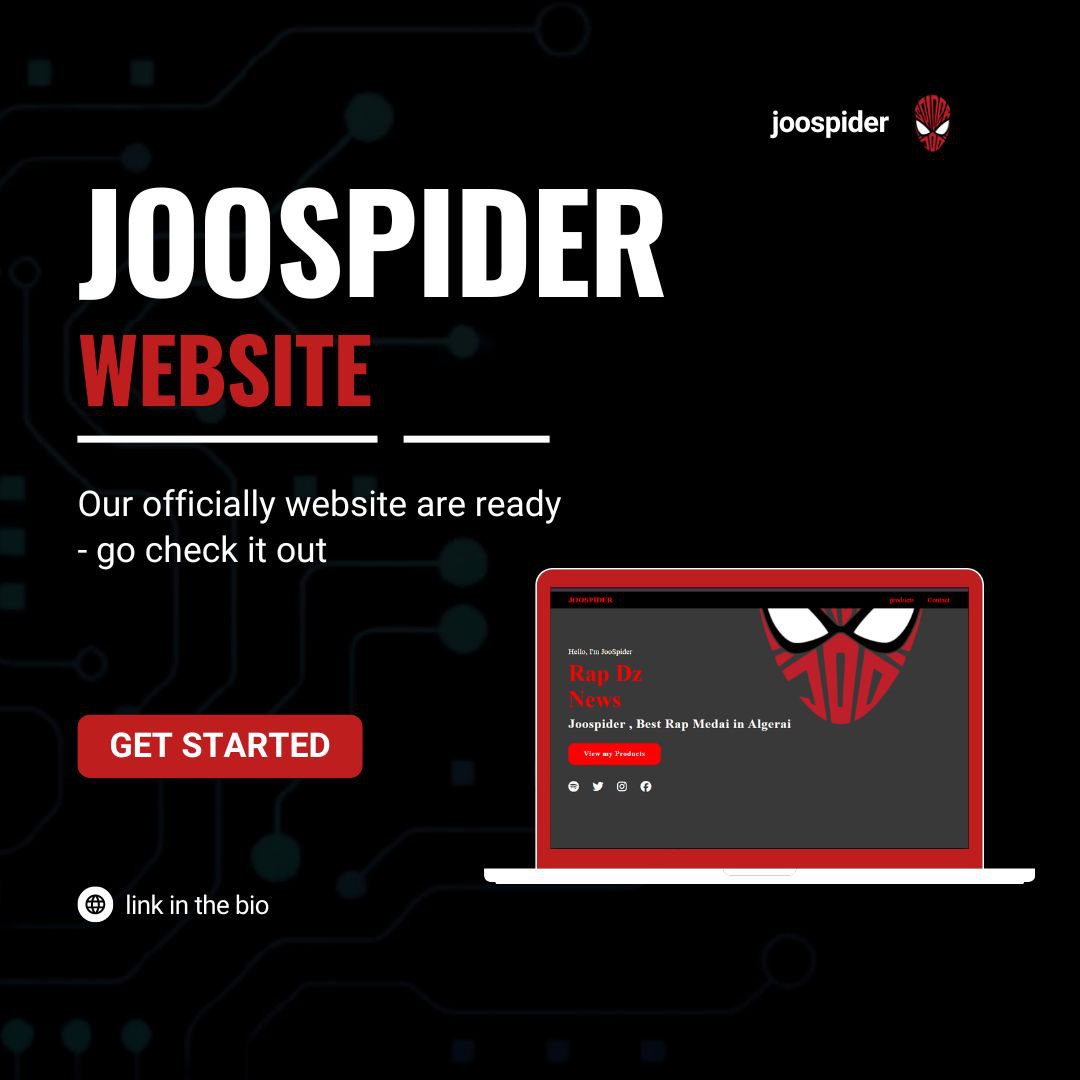 joospider
JOOSPIDER
WEBSITE
Our officially website are ready
- go check it out
JOOSPIDER
products Contact
Hello, I'm JooSpider
Rap Dz
News
Joospider , Best Rap Medai in Algerai
View my Products
JOD
GET STARTED
link in the bio